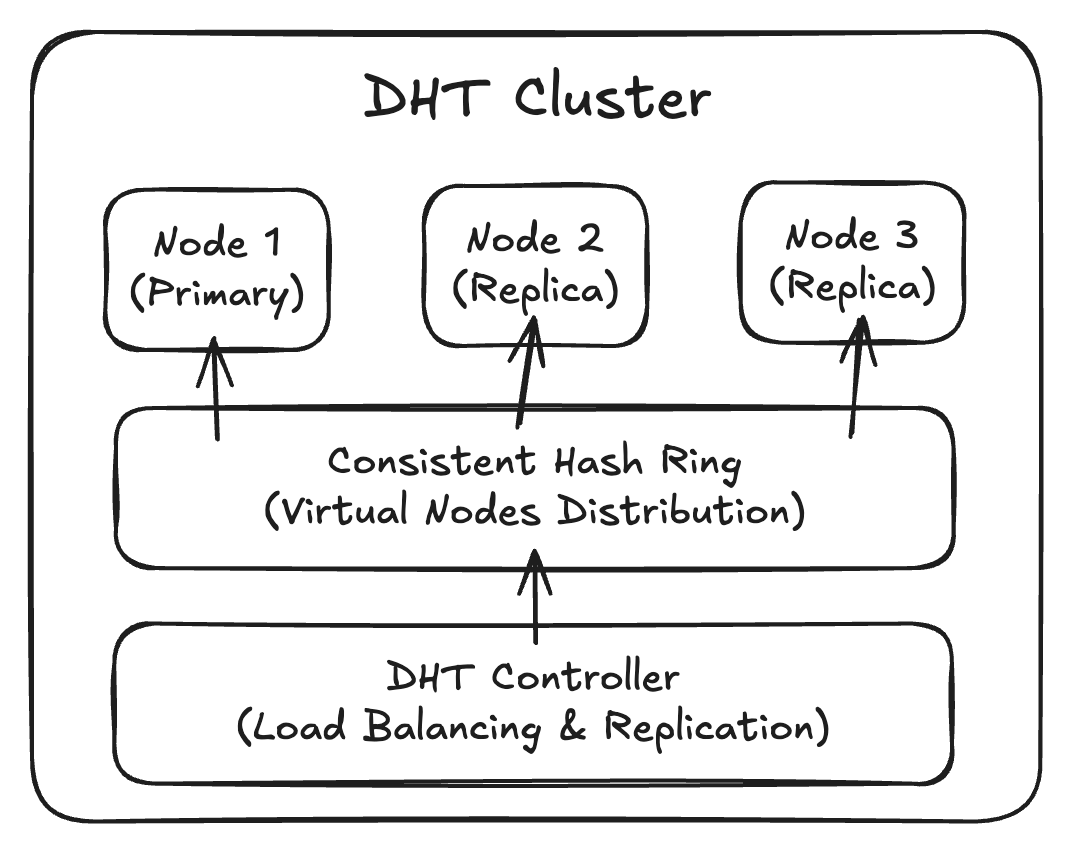 DHT Cluster
Node 1
(Primary)
Node 2
(Replica)
Node 3
(Replica)
Consistent Hash Ring
(Virtual Nodes Distribution)
DHT Controller
(Load Balancing & Replication)